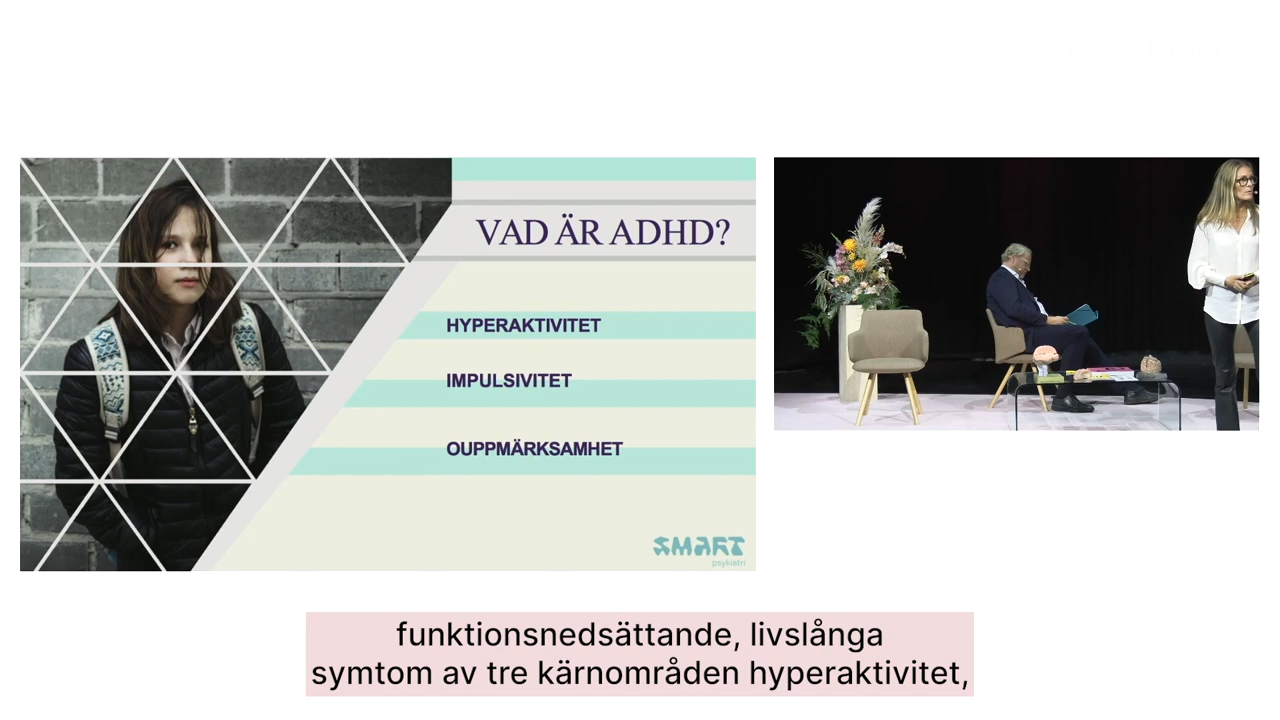 VAD ÄR ADHD?
HYPERAKTIVITET
IMPULSIVITET
OUPPMÄRKSAMHET
SMART
psykiatri
funktionsnedsättande, livslånga
symtom av tre kärnområden hyperaktivitet,